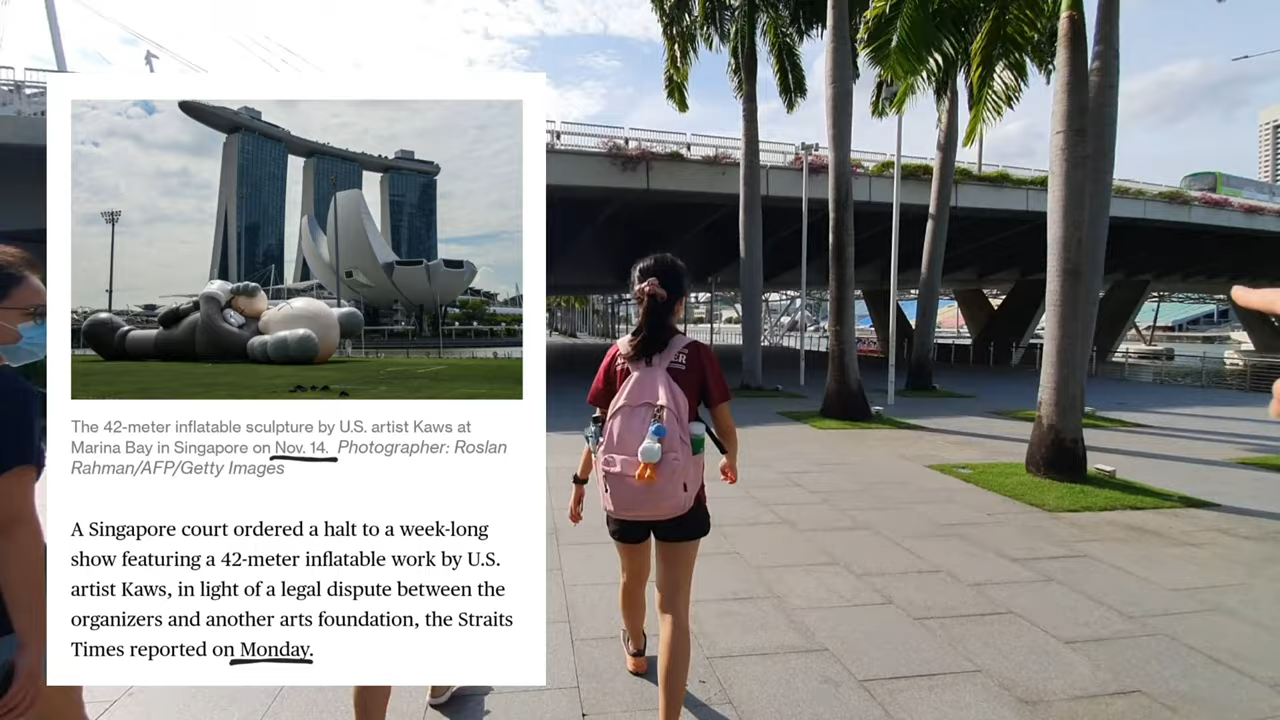 The 42-meter inflatable sculpture by U.S. artist Kaws at
Marina Bay in Singapore on Nov. 14. Photographer: Roslan
Rahman/AFP/Getty Images
A Singapore court ordered a halt to a week-long
show featuring a 42-meter inflatable work by U.S.
artist Kaws, in light of a legal dispute between the
organizers and another arts foundation, the Straits
Times reported on Monday.